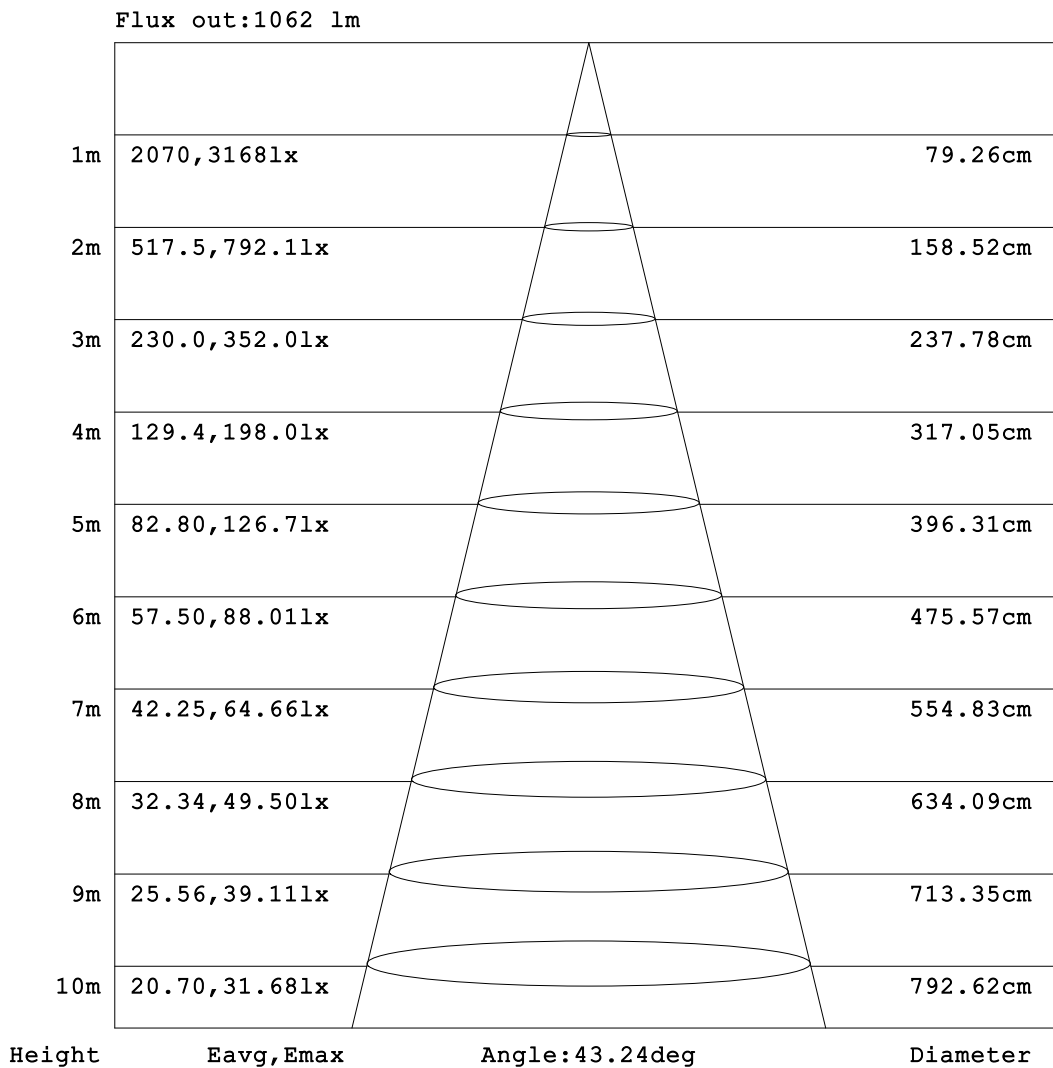 Flux out:1062 lm
1m 2070,3168lx 79.26cm
2m 517.5,792.1lx 158.52cm
3m 230.0,352.0lx 237.78cm
4m 129.4,198.0lx 317.05cm
5m 82.80,126.7lx 396.31cm
6m 57.50,88.01lx 475.57cm
7m 42.25,64.66lx 554.83cm
8m 32.34,49.50lx 634.09cm
9m 25.56,39.11lx 713.35cm
10m 20.70,31.68lx 792.62cm
Height Eavg,Emax Angle:43.24deg Diameter